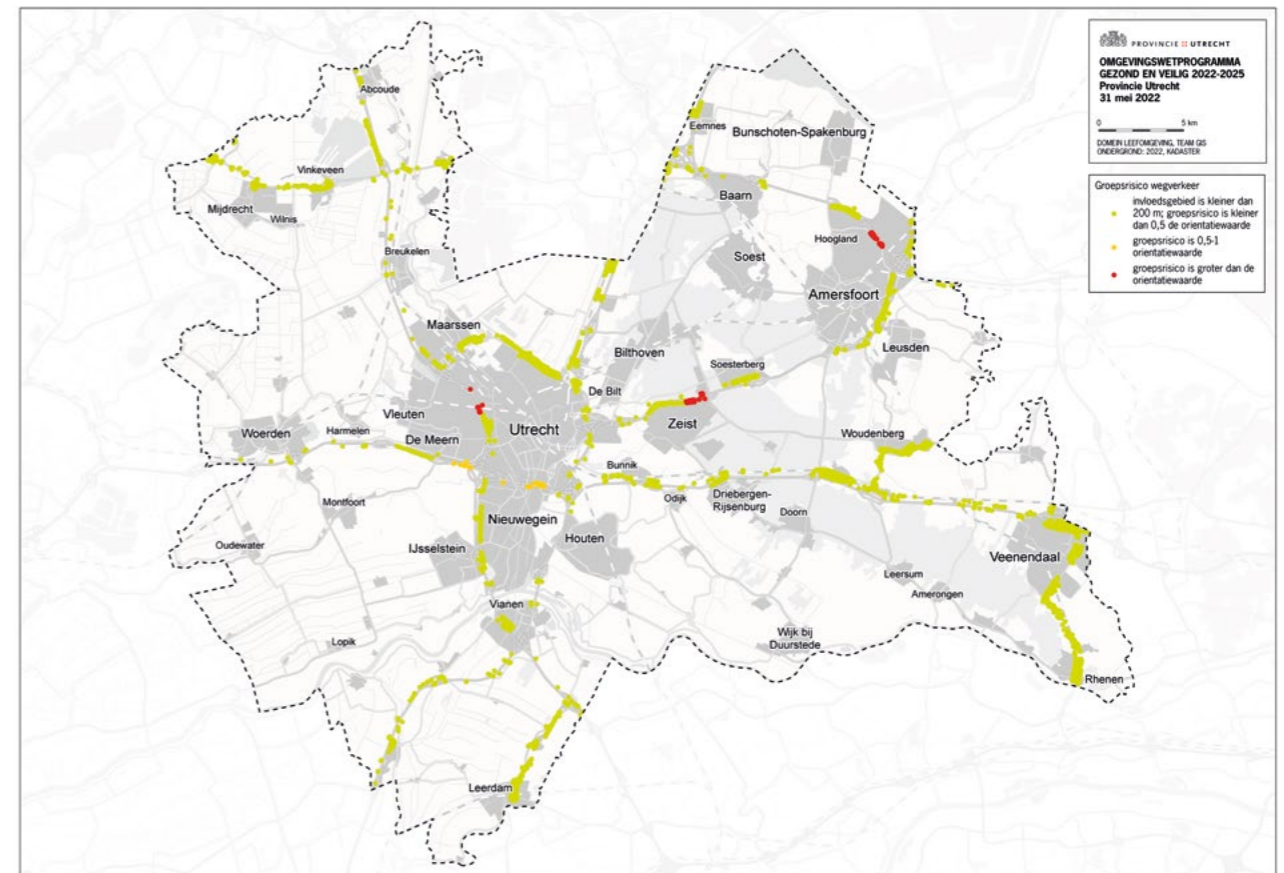 PROVINCIE UTRECHT
OMGEVINGSWETPROGRAMMA
GEZOND EN VEILIG 2022-2025
Provincie Utrecht
31 mei 2022
0 5 km
DOMEIN LEEFOMGEVING, TEAM GIS
ONDERGROND: 2022, KADASTER
Groepsrisico wegverkeer
invloedsgebied is kleiner dan
200 m; groepsrisico is kleiner
dan 0,5 de orientatiewaarde
groepsrisico is 0,5-1
orientatiewaarde
groepsrisico is groter dan de
orientatiewaarde
Abcoude
Eemnes
Bunschoten-Spakenburg
Vinkeveen
Baarn
Mijdrecht
Wilnis
Hoogland
Breukelen
Soest
Amersfoort
Maarssen
Leusden
Bilthoven
Soesterberg
De Bilt
Vleuten
Zeist
Utrecht
Woerden
Harmelen
De Meern
Woudenberg
Bunnik
Odijk
Driebergen-
Rijsenburg
Montfoort
Doorn
Nieuwegein
Houten
Oudewater
IJsselstein
Veenendaal
Leersum
Amerongen
Vianen
Wijk bij
Duurstede
Lopik
Rhenen
Leerdam